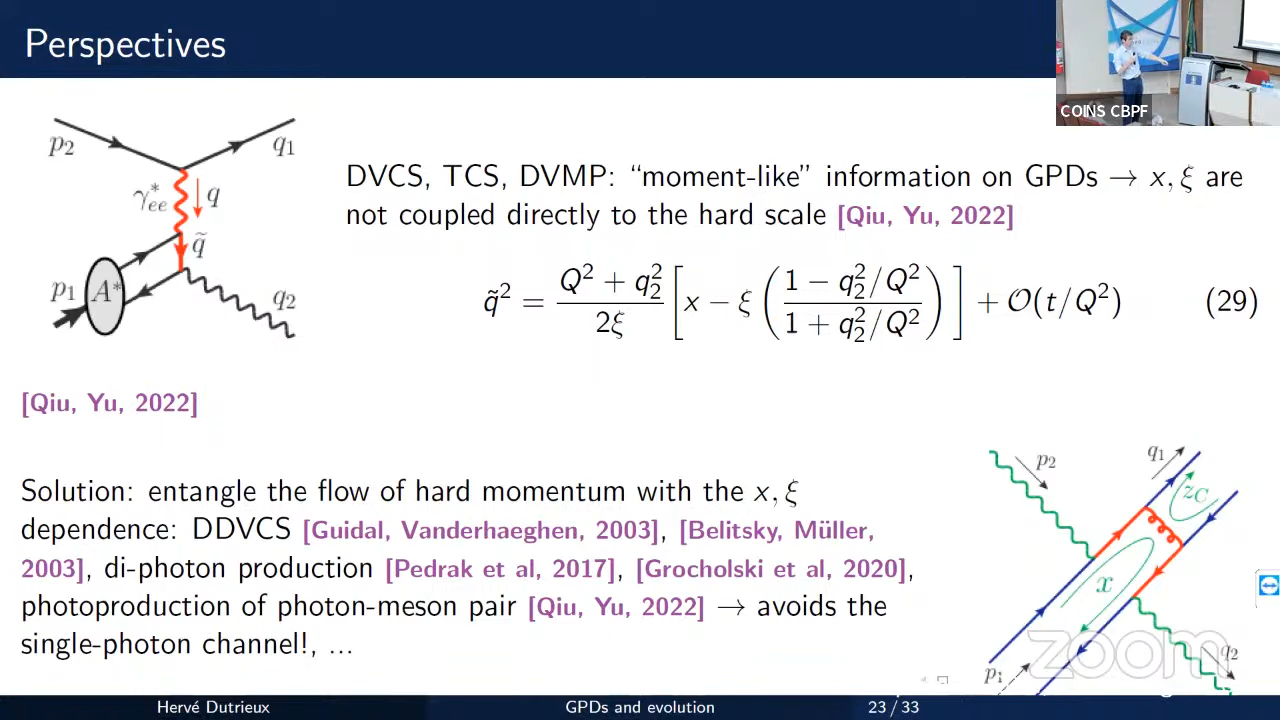 Perspectives
COINS CBPF
p₂
q₁
γ*ₑₑ
q
q̃
p₁
A*
q₂
DVCS, TCS, DVMP: “moment-like” information on GPDs → x, ξ are
not coupled directly to the hard scale [Qiu, Yu, 2022]
q̃² = (Q² + q₂²)/(2ξ) [x − ξ ((1 − q₂²/Q²)/(1 + q₂²/Q²))] + O(t/Q²) (29)
[Qiu, Yu, 2022]
Solution: entangle the flow of hard momentum with the x, ξ
dependence: DDVCS [Guidal, Vanderhaeghen, 2003], [Belitsky, Müller,
2003], di-photon production [Pedrak et al, 2017], [Grocholski et al, 2020],
photoproduction of photon-meson pair [Qiu, Yu, 2022] → avoids the
single-photon channel!, ...
p₂
q₁
z_C
x
zoom
q₂
p₁
Hervé Dutrieux
GPDs and evolution
23 / 33